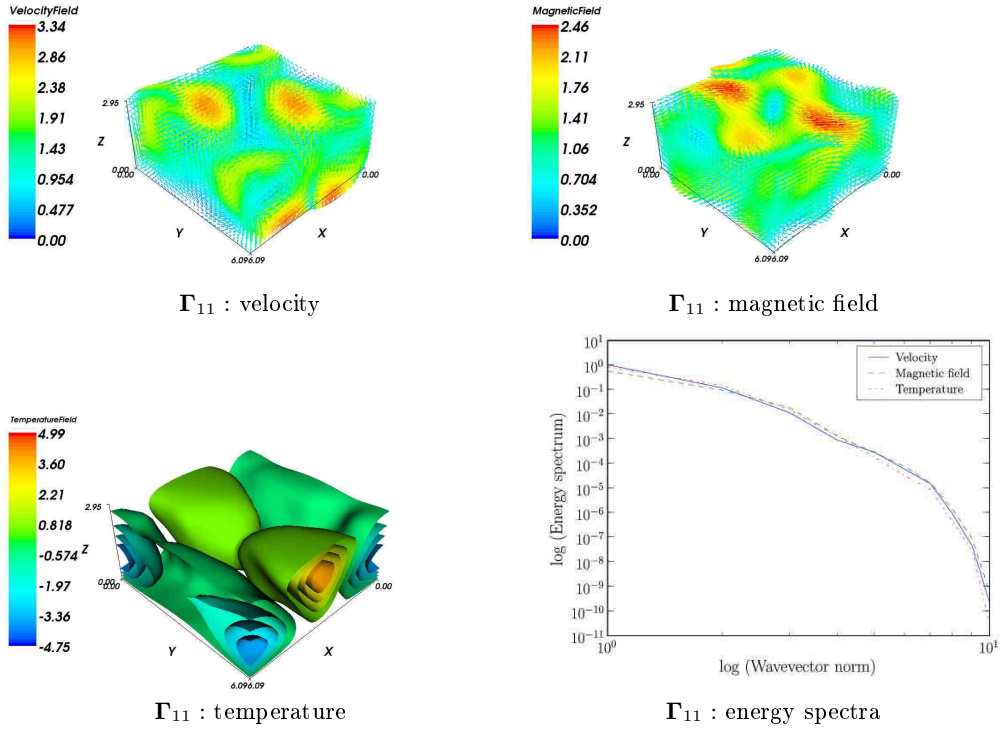 VelocityField
3.34
2.86
2.38
1.91
1.43
0.954
0.477
0.00
2.95
Z
0.00
0.00
0.00
Y
X
6.096.09
Γ11 : velocity
MagneticField
2.46
2.11
1.76
1.41
1.06
0.704
0.352
0.00
2.95
Z
0.00
0.00
0.00
Y
X
6.096.09
Γ11 : magnetic field
TemperatureField
4.99
3.60
2.21
0.818
-0.574
-1.97
-3.36
-4.75
2.95
Z
0.00
0.00
0.00
Y
X
6.096.09
Γ11 : temperature
Velocity
Magnetic field
Temperature
log (Energy spectrum)
10^1
10^0
10^-1
10^-2
10^-3
10^-4
10^-5
10^-6
10^-7
10^-8
10^-9
10^-10
10^-11
10^0
10^1
log (Wavevector norm)
Γ11 : energy spectra